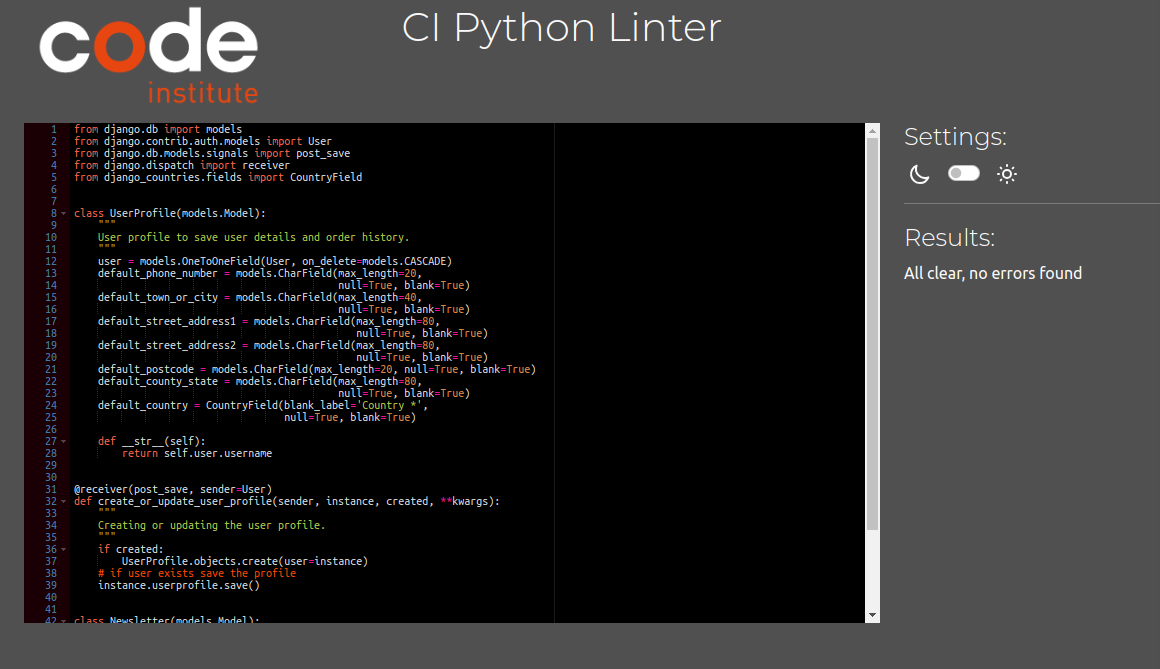 code
institute
CI Python Linter
1 from django.db import models
2 from django.contrib.auth.models import User
3 from django.db.models.signals import post_save
4 from django.dispatch import receiver
5 from django_countries.fields import CountryField
6
7
8 class UserProfile(models.Model):
9     """
10     User profile to save user details and order history.
11     """
12     user = models.OneToOneField(User, on_delete=models.CASCADE)
13     default_phone_number = models.CharField(max_length=20,
14                                             null=True, blank=True)
15     default_town_or_city = models.CharField(max_length=40,
16                                             null=True, blank=True)
17     default_street_address1 = models.CharField(max_length=80,
18                                                null=True, blank=True)
19     default_street_address2 = models.CharField(max_length=80,
20                                                null=True, blank=True)
21     default_postcode = models.CharField(max_length=20, null=True, blank=True)
22     default_county_state = models.CharField(max_length=80,
23                                             null=True, blank=True)
24     default_country = CountryField(blank_label='Country *',
25                                    null=True, blank=True)
26
27     def __str__(self):
28         return self.user.username
29
30
31 @receiver(post_save, sender=User)
32 def create_or_update_user_profile(sender, instance, created, **kwargs):
33     """
34     Creating or updating the user profile.
35     """
36     if created:
37         UserProfile.objects.create(user=instance)
38     # if user exists save the profile
39     instance.userprofile.save()
40
41
42 class Newsletter(models.Model):
Settings:
Results:
All clear, no errors found